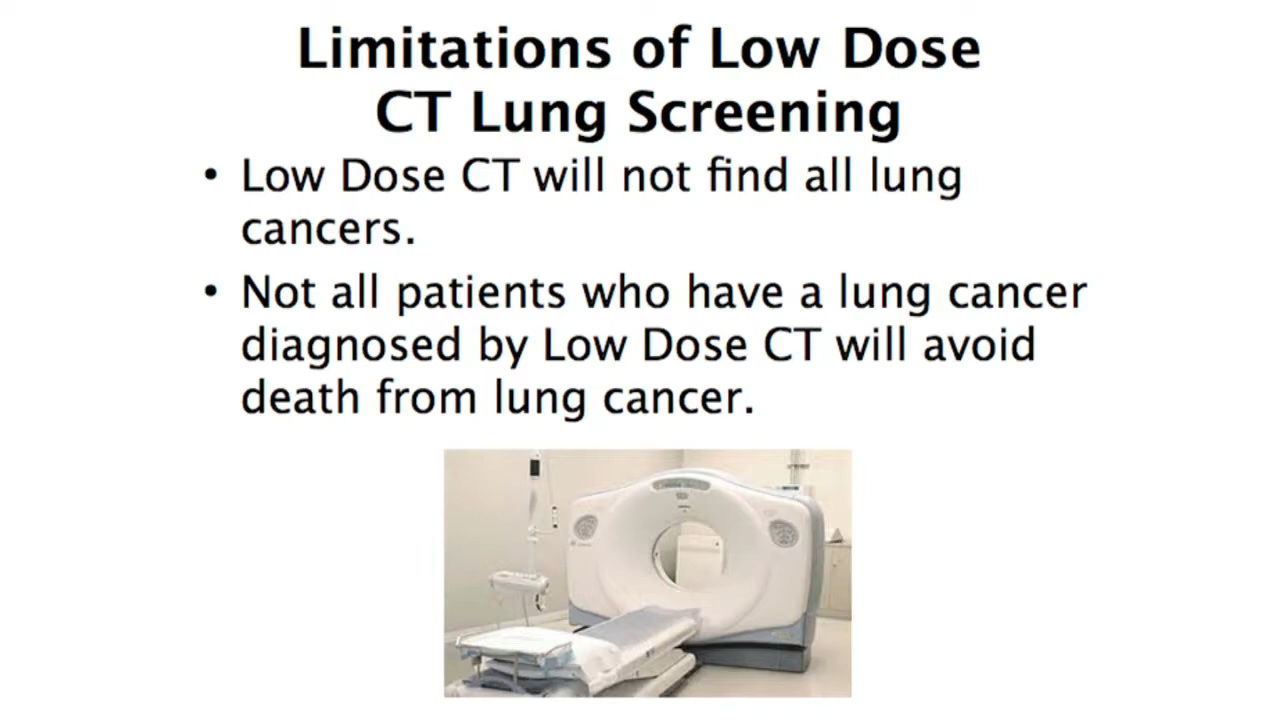 Limitations of Low Dose
CT Lung Screening
• Low Dose CT will not find all lung
cancers.
• Not all patients who have a lung cancer
diagnosed by Low Dose CT will avoid
death from lung cancer.